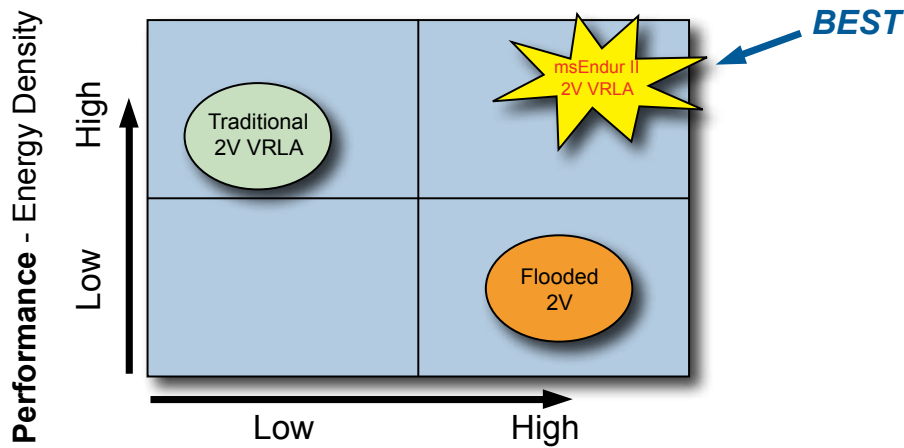 BEST
Performance - Energy Density
High
Low
msEndur II
2V VRLA
Traditional
2V VRLA
Flooded
2V
Low
High